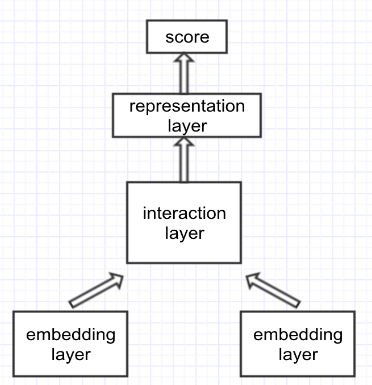 score
representation
layer
interaction
layer
embedding
layer
embedding
layer